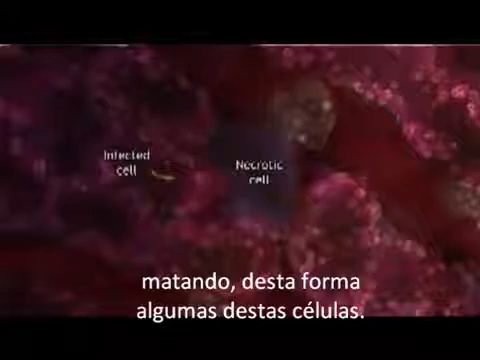 Infected
cell
Necrotic
cell
matando, desta forma
algumas destas células.